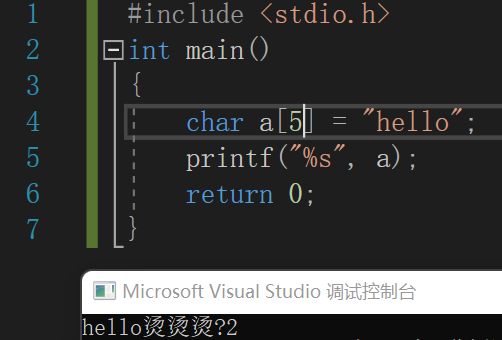 1 #include <stdio.h>
2 int main()
3 {
4 char a[5] = "hello";
5 printf("%s", a);
6 return 0;
7 }
Microsoft Visual Studio 调试控制台
hello烫烫烫?2